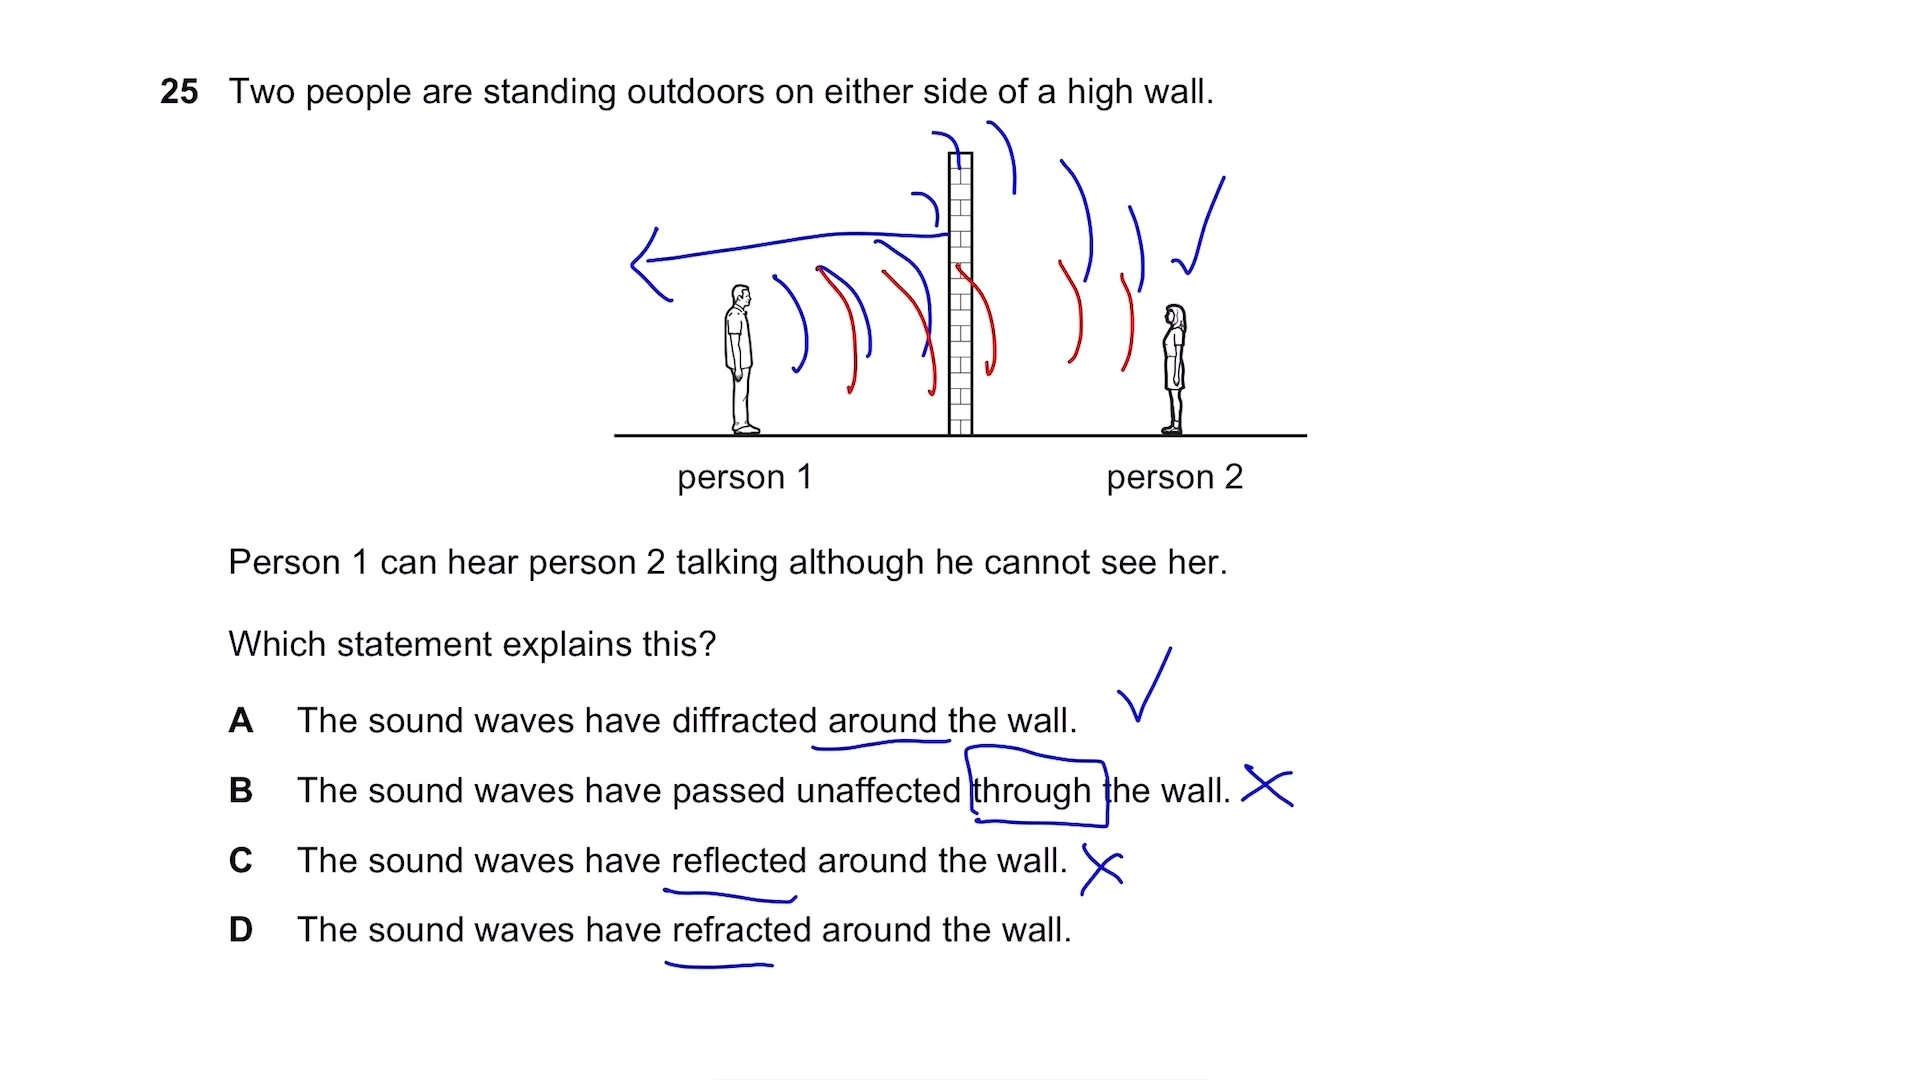 25 Two people are standing outdoors on either side of a high wall.
person 1 person 2
Person 1 can hear person 2 talking although he cannot see her.
Which statement explains this?
A The sound waves have diffracted around the wall.
B The sound waves have passed unaffected through the wall.
C The sound waves have reflected around the wall.
D The sound waves have refracted around the wall.